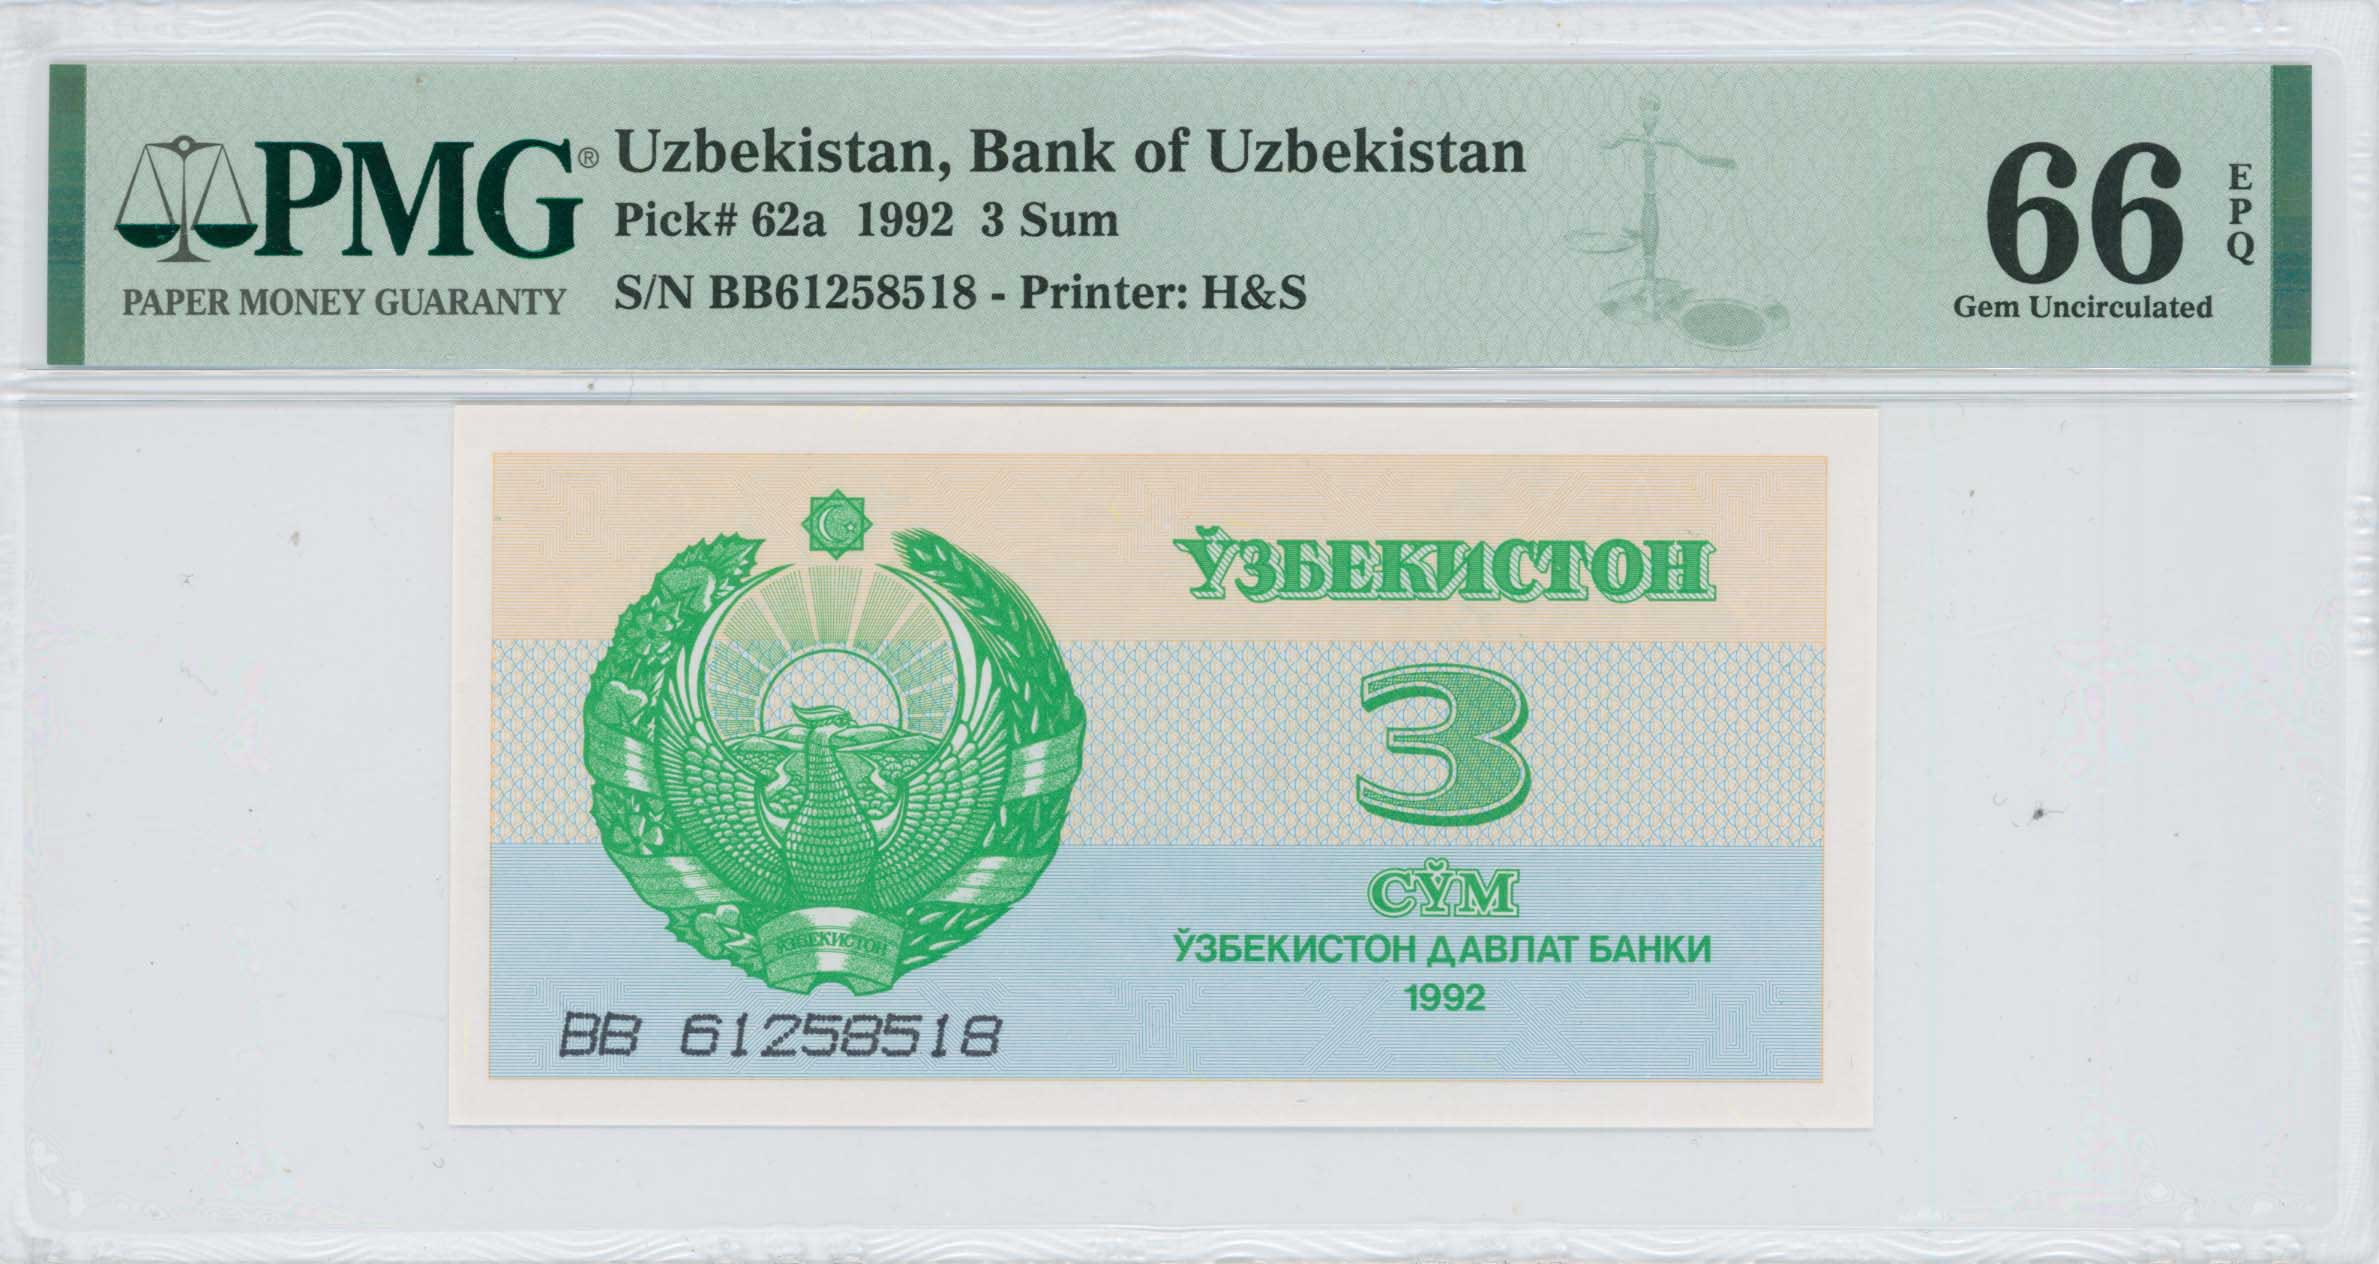 PMG®
PAPER MONEY GUARANTY
Uzbekistan, Bank of Uzbekistan
Pick# 62a 1992 3 Sum
S/N BB61258518 - Printer: H&S
66
EPQ
Gem Uncirculated
ЎЗБЕКИСТОН
3
СЎМ
ЎЗБЕКИСТОН ДАВЛАТ БАНКИ
1992
ЎЗБЕКИСТОН
BB 61258518